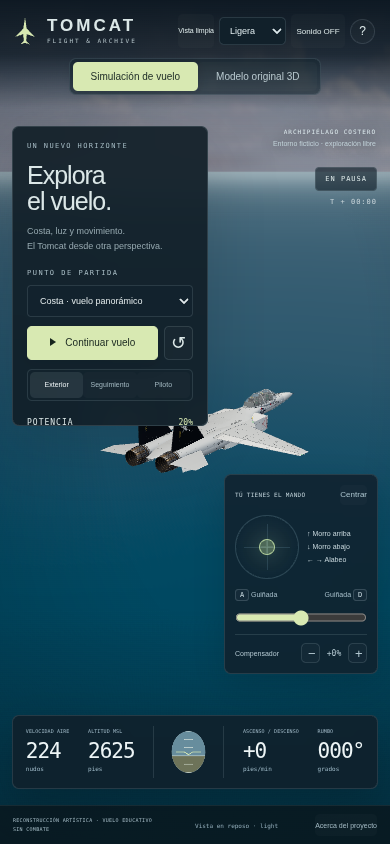 TOMCAT
FLIGHT & ARCHIVE
Vista limpia
Ligera
Sonido OFF
?
Simulación de vuelo
Modelo original 3D
UN NUEVO HORIZONTE
Explora
el vuelo.
Costa, luz y movimiento.
El Tomcat desde otra perspectiva.
PUNTO DE PARTIDA
Costa · vuelo panorámico
Continuar vuelo
↺
Exterior
Seguimiento
Piloto
POTENCIA
20%
ARCHIPIÉLAGO COSTERO
Entorno ficticio · exploración libre
EN PAUSA
T + 00:00
TÚ TIENES EL MANDO
Centrar
↑ Morro arriba
↓ Morro abajo
← → Alabeo
A Guiñada
Guiñada D
Compensador
− +0% +
VELOCIDAD AIRE
224
nudos
ALTITUD MSL
2625
pies
ASCENSO / DESCENSO
+0
pies/min
RUMBO
000°
grados
RECONSTRUCCIÓN ARTÍSTICA · VUELO EDUCATIVO
SIN COMBATE
Vista en reposo · light
Acerca del proyecto